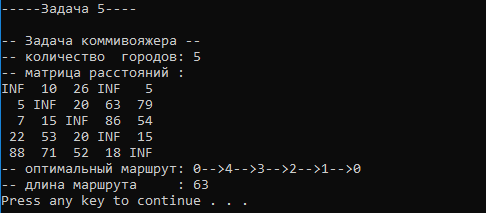 -----Задача 5----
-- Задача коммивояжера --
-- количество  городов: 5
-- матрица расстояний :
INF  10  26 INF   5
  5 INF  20  63  79
  7  15 INF  86  54
 22  53  20 INF  15
 88  71  52  18 INF
-- оптимальный маршрут: 0-->4-->3-->2-->1-->0
-- длина маршрута     : 63
Press any key to continue . . .